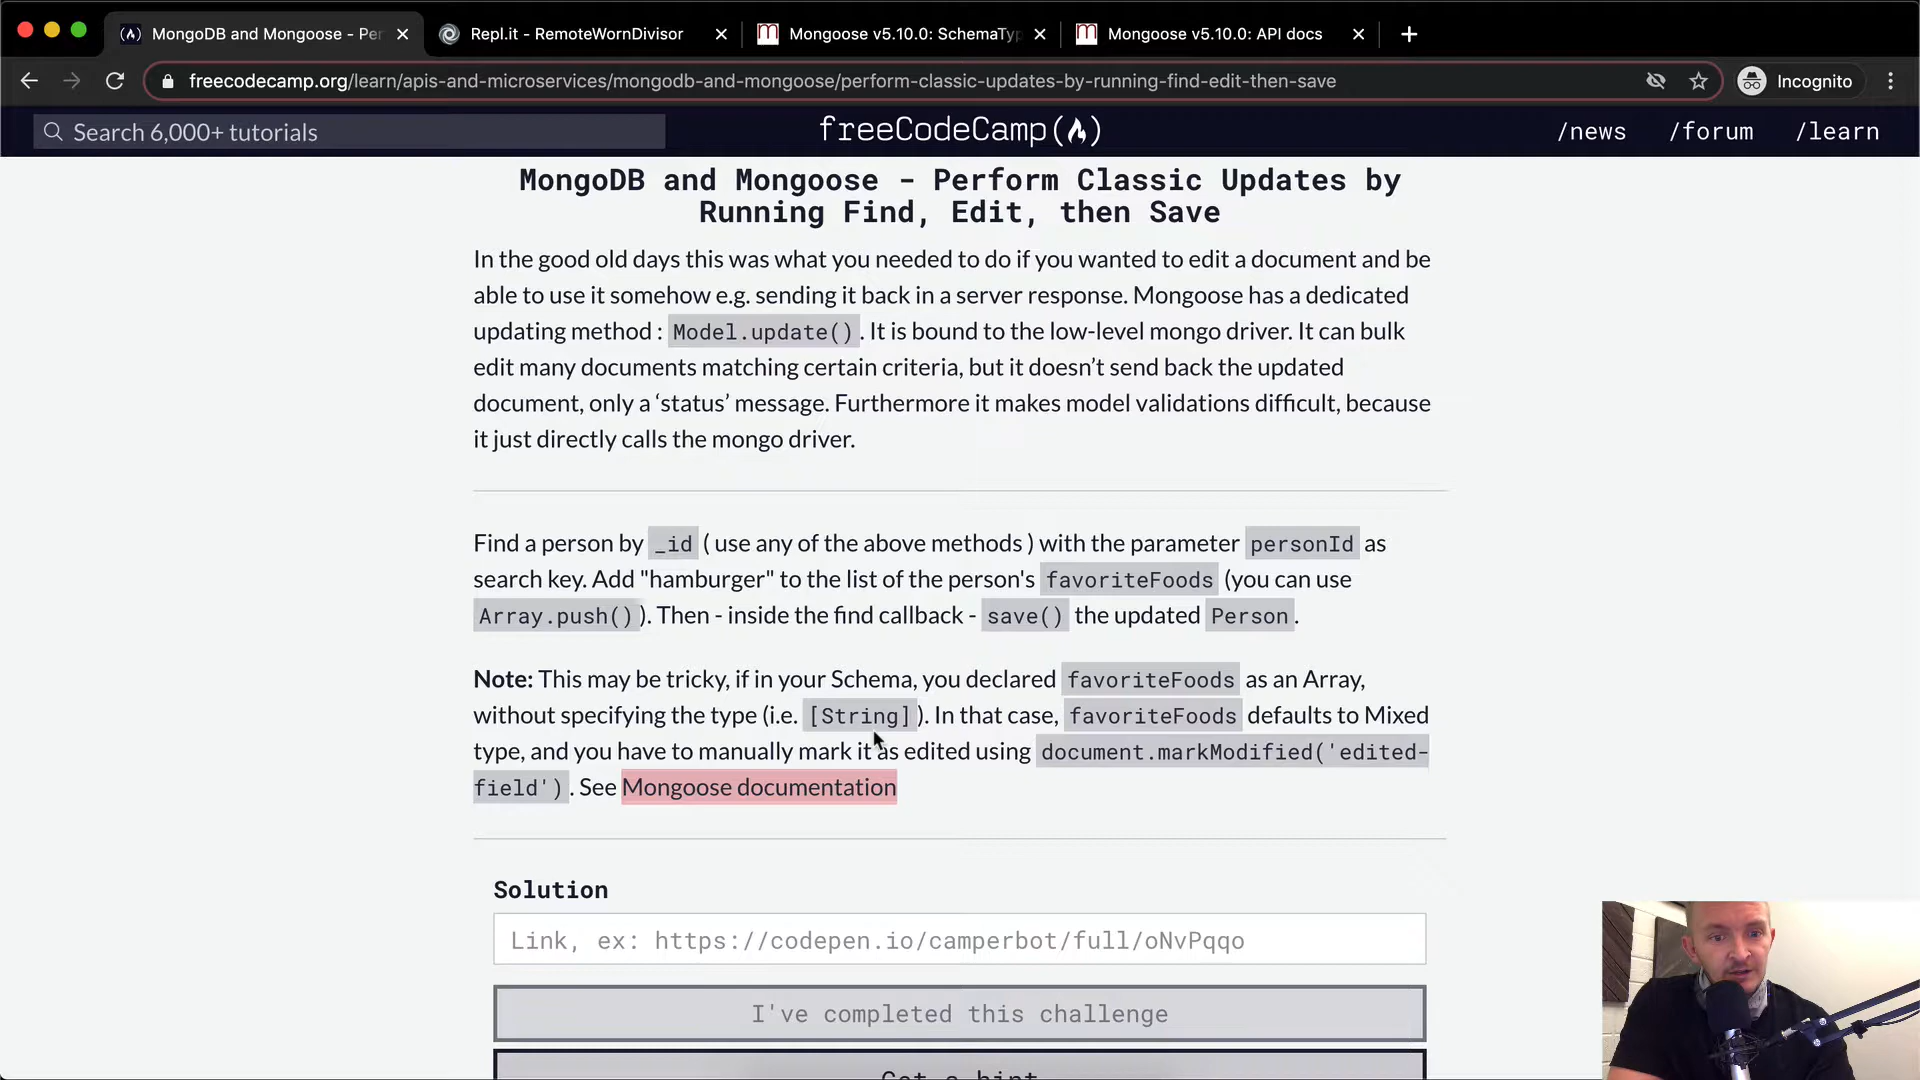 MongoDB and Mongoose - Per
Repl.it - RemoteWornDivisor
Mongoose v5.10.0: SchemaTyp
Mongoose v5.10.0: API docs
freecodecamp.org/learn/apis-and-microservices/mongodb-and-mongoose/perform-classic-updates-by-running-find-edit-then-save
Incognito
Search 6,000+ tutorials
freeCodeCamp
/news
/forum
/learn
MongoDB and Mongoose - Perform Classic Updates by
Running Find, Edit, then Save
In the good old days this was what you needed to do if you wanted to edit a document and be
able to use it somehow e.g. sending it back in a server response. Mongoose has a dedicated
updating method : Model.update(). It is bound to the low-level mongo driver. It can bulk
edit many documents matching certain criteria, but it doesn’t send back the updated
document, only a ‘status’ message. Furthermore it makes model validations difficult, because
it just directly calls the mongo driver.
Find a person by _id ( use any of the above methods ) with the parameter personId as
search key. Add "hamburger" to the list of the person's favoriteFoods (you can use
Array.push()). Then - inside the find callback - save() the updated Person.
Note: This may be tricky, if in your Schema, you declared favoriteFoods as an Array,
without specifying the type (i.e. [String]). In that case, favoriteFoods defaults to Mixed
type, and you have to manually mark it as edited using document.markModified('edited-
field'). See Mongoose documentation
Solution
Link, ex: https://codepen.io/camperbot/full/oNvPqqo
I've completed this challenge
Get a hint